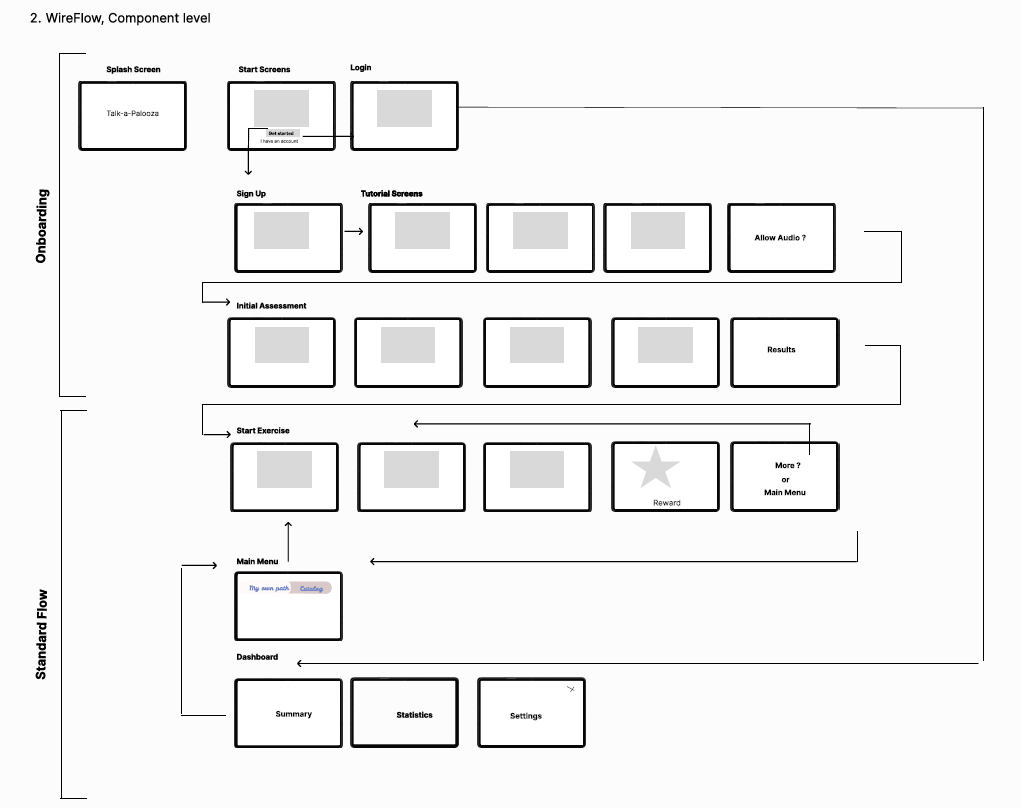 2. WireFlow, Component level
Splash Screen
Start Screens
Login
Talk-a-Palooza
Get started
I have an account
Onboarding
Sign Up
Tutorial Screens
Allow Audio ?
Initial Assessment
Results
Start Exercise
Reward
More ?
or
Main Menu
Standard Flow
Main Menu
My own path
Catalog
Dashboard
Summary
Statistics
Settings